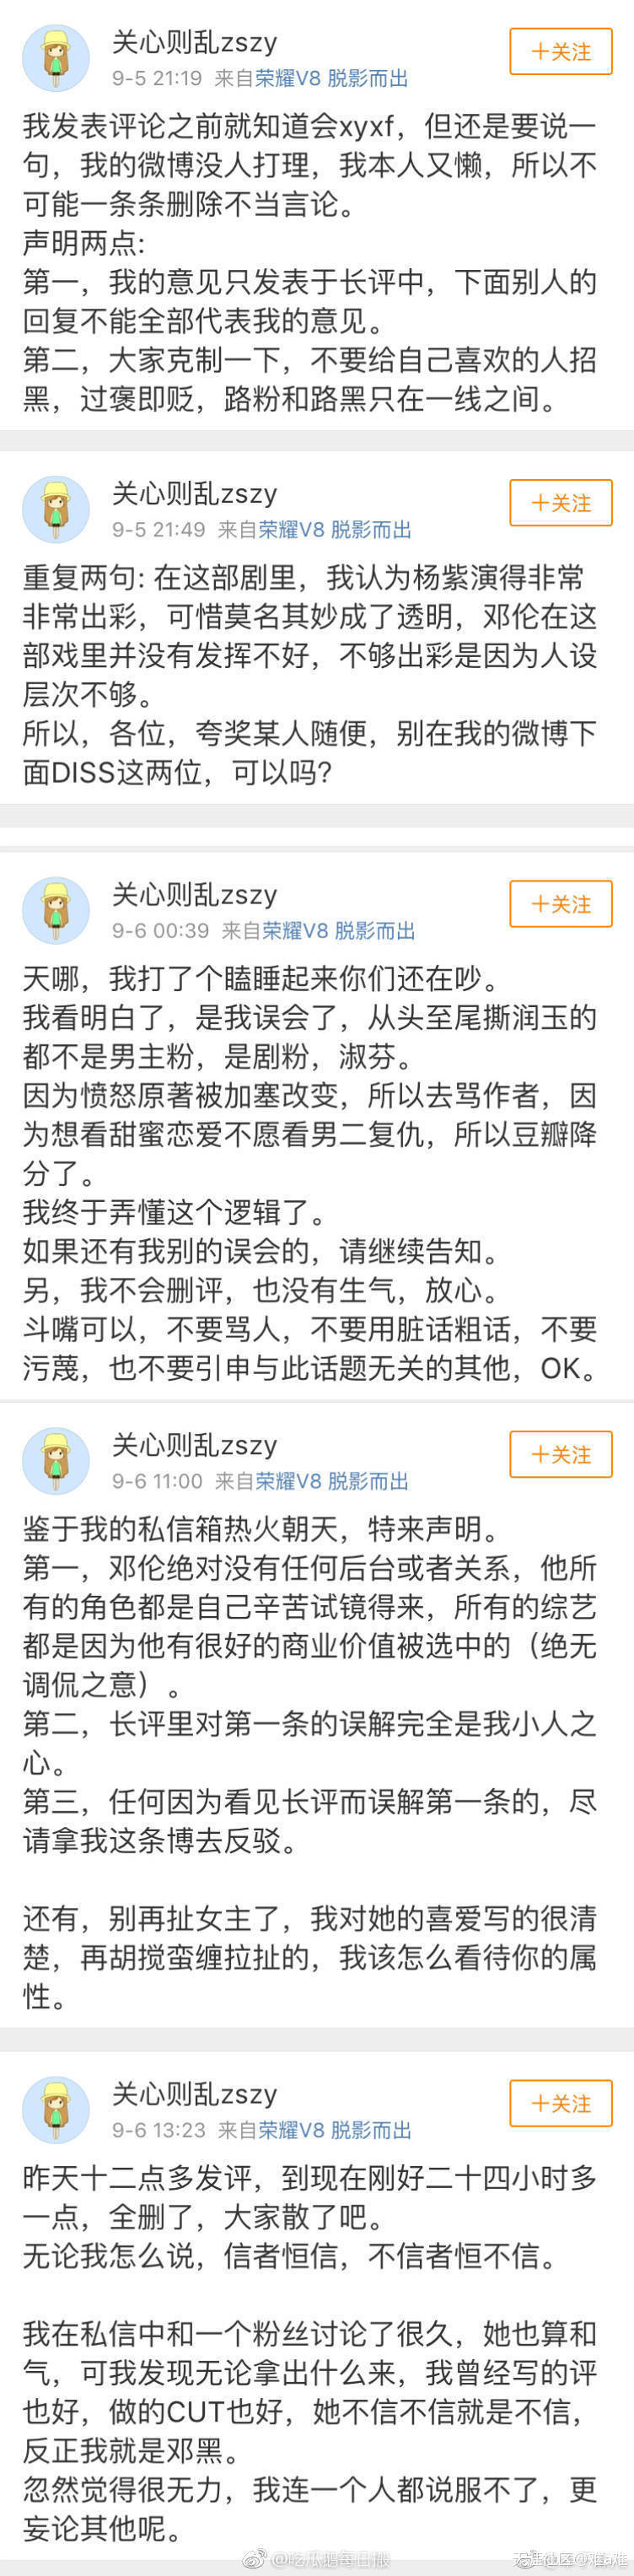 关心则乱zszy
+关注
9-5 21:19 来自荣耀V8 脱影而出
我发表评论之前就知道会xyxf，但还是要说一
句，我的微博没人打理，我本人又懒，所以不
可能一条条删除不当言论。
声明两点:
第一，我的意见只发表于长评中，下面别人的
回复不能全部代表我的意见。
第二，大家克制一下，不要给自己喜欢的人招
黑，过褒即贬，路粉和路黑只在一线之间。
关心则乱zszy
+关注
9-5 21:49 来自荣耀V8 脱影而出
重复两句: 在这部剧里，我认为杨紫演得非常
非常出彩，可惜莫名其妙成了透明，邓伦在这
部戏里并没有发挥不好，不够出彩是因为人设
层次不够。
所以，各位，夸奖某人随便，别在我的微博下
面DISS这两位，可以吗?
关心则乱zszy
+关注
9-6 00:39 来自荣耀V8 脱影而出
天哪，我打了个瞌睡起来你们还在吵。
我看明白了，是我误会了，从头至尾撕润玉的
都不是男主粉，是剧粉，淑芬。
因为愤怒原著被加塞改变，所以去骂作者，因
为想看甜蜜恋爱不愿看男二复仇，所以豆瓣降
分了。
我终于弄懂这个逻辑了。
如果还有我别的误会的，请继续告知。
另，我不会删评，也没有生气，放心。
斗嘴可以，不要骂人，不要用脏话粗话，不要
污蔑，也不要引申与此话题无关的其他，OK。
关心则乱zszy
+关注
9-6 11:00 来自荣耀V8 脱影而出
鉴于我的私信箱热火朝天，特来声明。
第一，邓伦绝对没有任何后台或者关系，他所
有的角色都是自己辛苦试镜得来，所有的综艺
都是因为他有很好的商业价值被选中的（绝无
调侃之意）。
第二，长评里对第一条的误解完全是我小人之
心。
第三，任何因为看见长评而误解第一条的，尽
请拿我这条博去反驳。
还有，别再扯女主了，我对她的喜爱写的很清
楚，再胡搅蛮缠拉扯的，我该怎么看待你的属
性。
关心则乱zszy
+关注
9-6 13:23 来自荣耀V8 脱影而出
昨天十二点多发评，到现在刚好二十四小时多
一点，全删了，大家散了吧。
无论我怎么说，信者恒信，不信者恒不信。
我在私信中和一个粉丝讨论了很久，她也算和
气，可我发现无论拿出什么来，我曾经写的评
也好，做的CUT也好，她不信不信就是不信，
反正我就是邓黑。
忽然觉得很无力，我连一个人都说服不了，更
妄论其他呢。